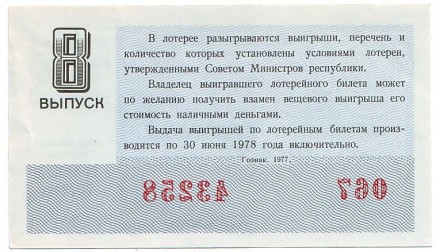 8
ВЫПУСК
В лотерее разыгрываются выигрыши, перечень и
количество которых установлены условиями лотереи,
утвержденными Советом Министров республики.
Владелец выигравшего лотерейного билета может
по желанию получить взамен вещевого выигрыша его
стоимость наличными деньгами.
Выдача выигрышей по лотерейным билетам произ-
водится по 30 июня 1978 года включительно.
Гознак. 1977.
43258 067